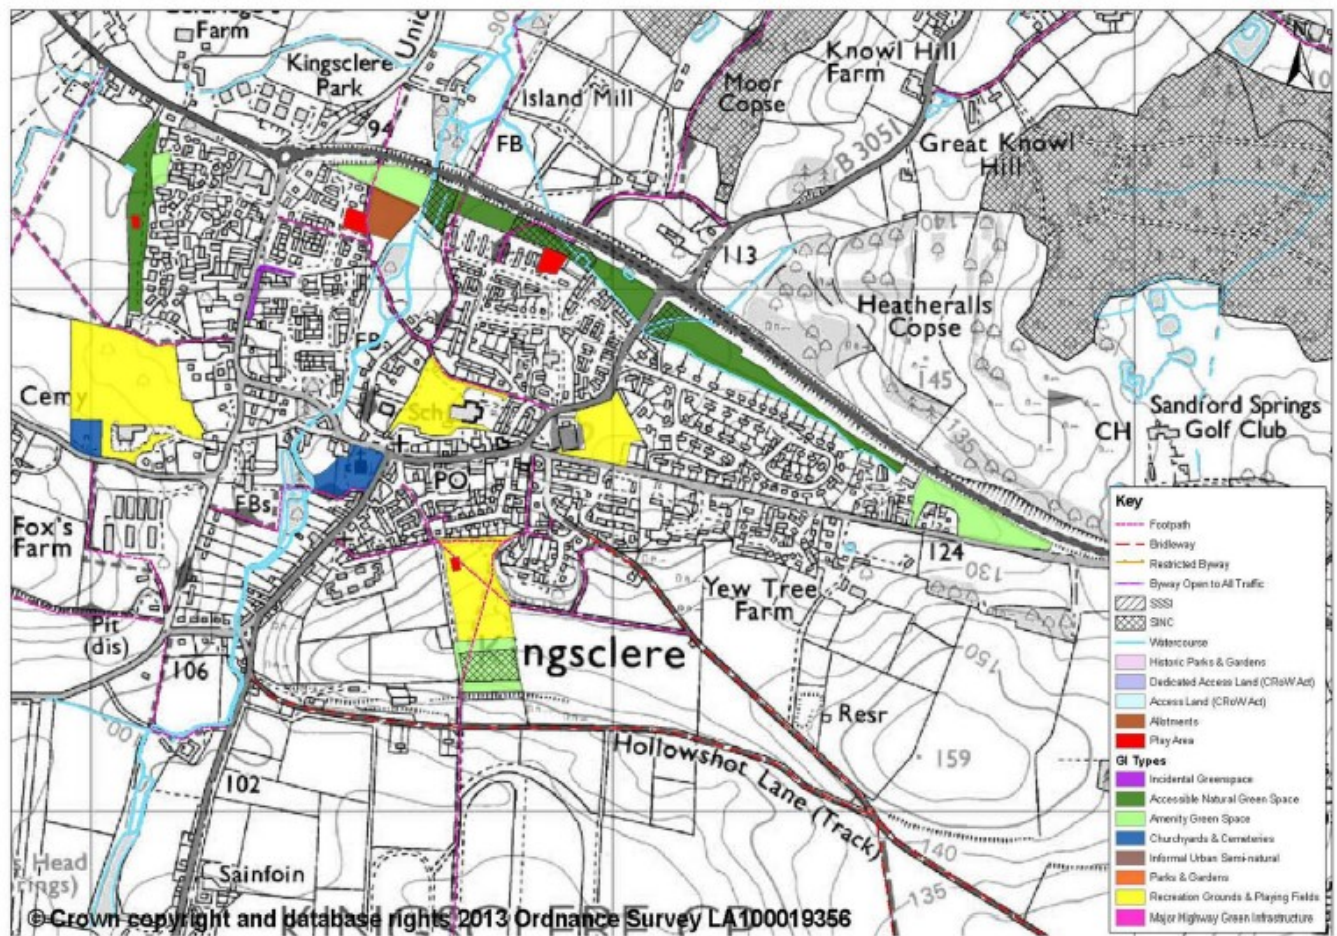 Farm
Kingsclere
Park
94
Island Mill
FB
Moor
Copse
Knowl Hill
Farm
B 3051
Great Knowl
Hill
140
113
Heatheralls
Copse
145
135
Sandford Springs
Golf Club
CH
Cemy
Sch
PO
FBs
Fox's
Farm
Pit
(dis)
106
124
130
Yew Tree
Farm
150
ngsclere
Resr
159
Hollowshot Lane (Track)
102
140
135
Sainfoin
s Head
rings)
Key
Footpath
Bridleway
Restricted Byway
Byway Open to All Traffic
SSSI
SINC
Watercourse
Historic Parks & Gardens
Dedicated Access Land (CRoW Act)
Access Land (CRoW Act)
Allotments
Play Area
GI Types
Incidental Greenspace
Accessible Natural Green Space
Amenity Green Space
Churchyards & Cemeteries
Informal Urban Semi-natural
Parks & Gardens
Recreation Grounds & Playing Fields
Major Highway Green Infrastructure
© Crown copyright and database rights 2013 Ordnance Survey LA100019356